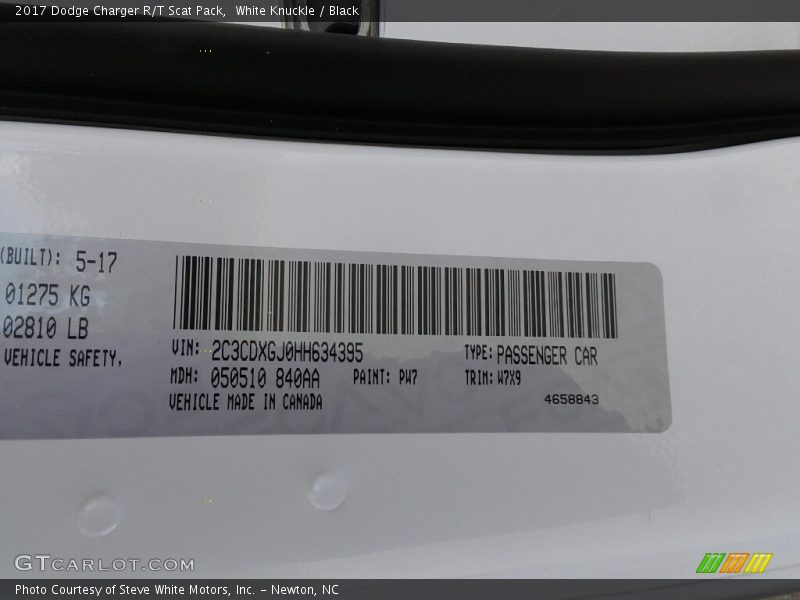 2017 Dodge Charger R/T Scat Pack, White Knuckle / Black
(BUILT): 5-17
01275 KG
02810 LB
VEHICLE SAFETY,
VIN: 2C3CDXGJ0HH634395 TYPE: PASSENGER CAR
MDH: 050510 840AA PAINT: PW7 TRIM: W7X9
VEHICLE MADE IN CANADA 4658843
GTCARLOT.COM
Photo Courtesy of Steve White Motors, Inc. – Newton, NC